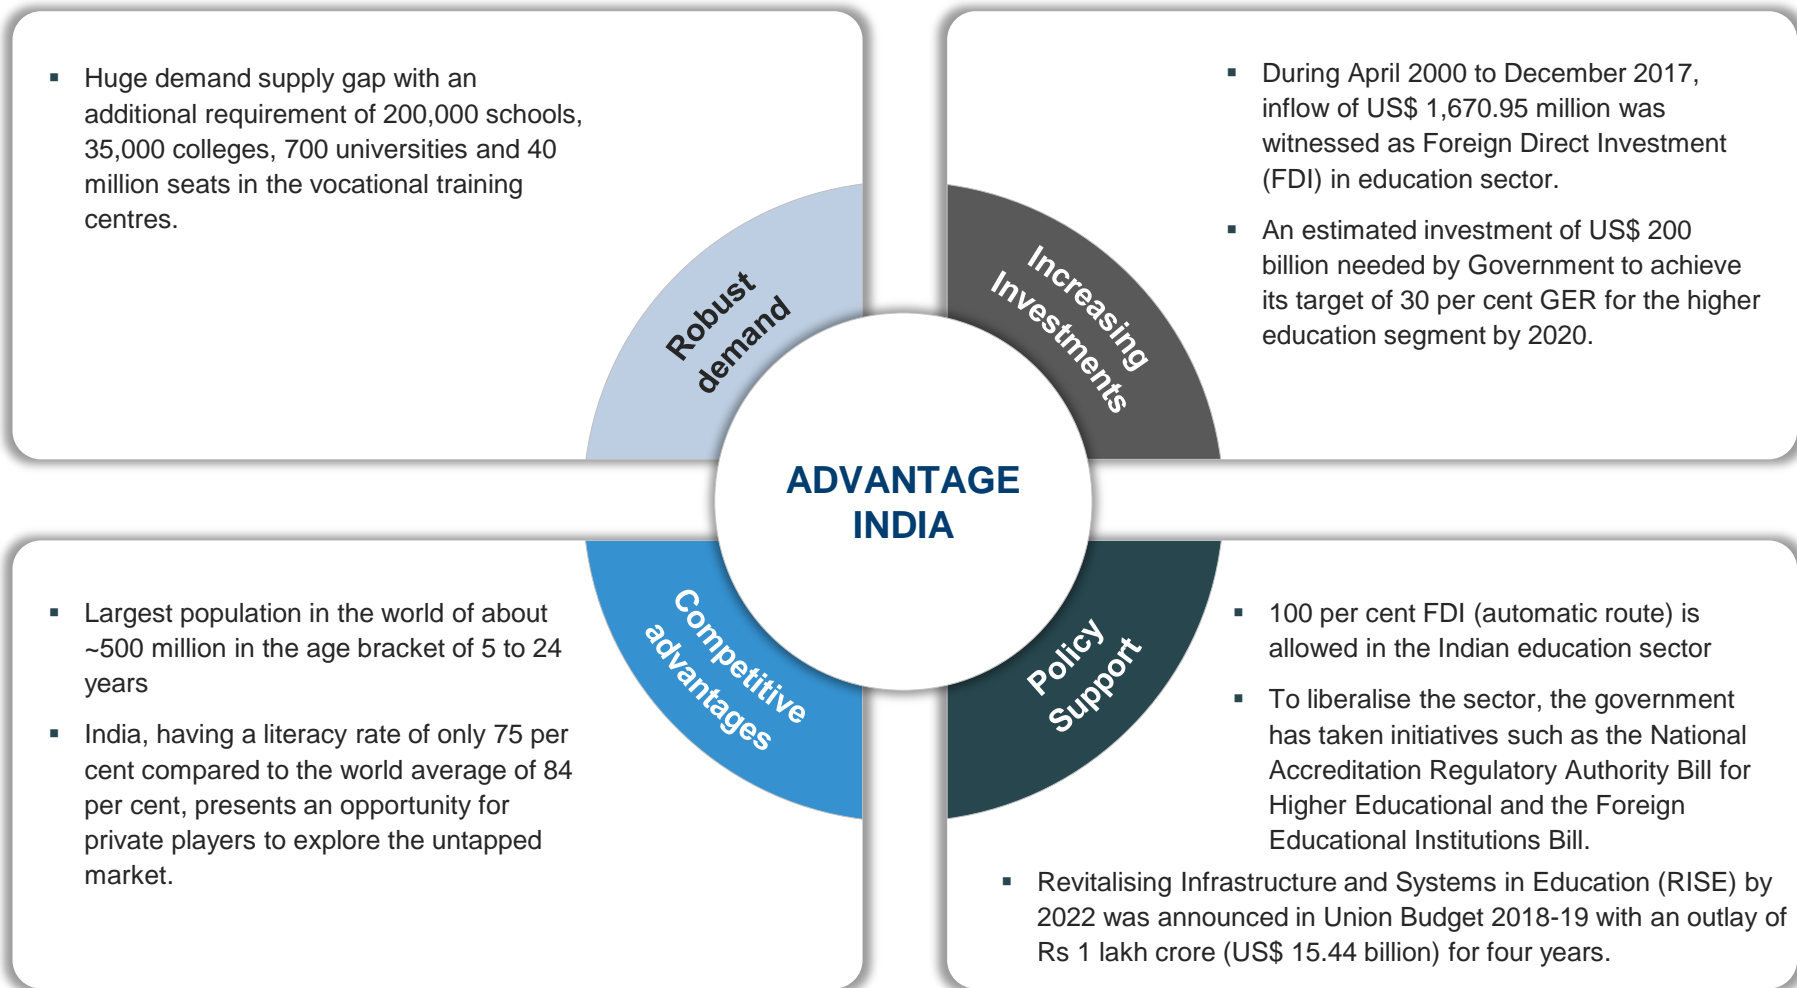 ▪ Huge demand supply gap with an
additional requirement of 200,000 schools,
35,000 colleges, 700 universities and 40
million seats in the vocational training
centres.
Robust
demand
▪ During April 2000 to December 2017,
inflow of US$ 1,670.95 million was
witnessed as Foreign Direct Investment
(FDI) in education sector.
▪ An estimated investment of US$ 200
billion needed by Government to achieve
its target of 30 per cent GER for the higher
education segment by 2020.
Increasing
Investments
ADVANTAGE
INDIA
▪ Largest population in the world of about
~500 million in the age bracket of 5 to 24
years
▪ India, having a literacy rate of only 75 per
cent compared to the world average of 84
per cent, presents an opportunity for
private players to explore the untapped
market.
Competitive
advantages
Policy
Support
▪ 100 per cent FDI (automatic route) is
allowed in the Indian education sector
▪ To liberalise the sector, the government
has taken initiatives such as the National
Accreditation Regulatory Authority Bill for
Higher Educational and the Foreign
Educational Institutions Bill.
▪ Revitalising Infrastructure and Systems in Education (RISE) by
2022 was announced in Union Budget 2018-19 with an outlay of
Rs 1 lakh crore (US$ 15.44 billion) for four years.